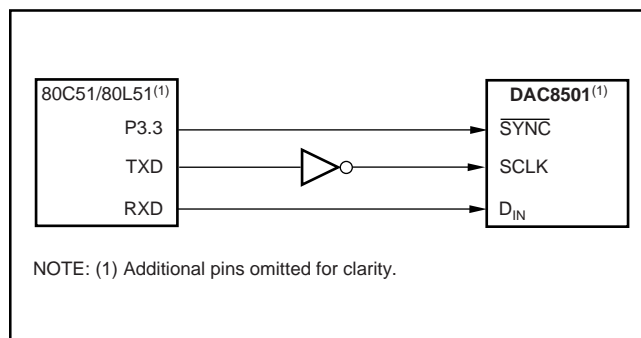 80C51/80L51(1) DAC8501(1)
P3.3 SYNC
TXD SCLK
RXD DIN
NOTE: (1) Additional pins omitted for clarity.